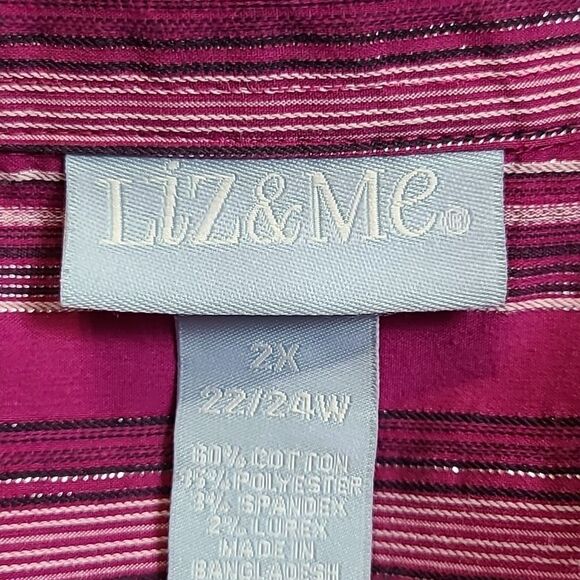 Liz&Me®
2X
22/24W
60% COTTON
35% POLYESTER
3% SPANDEX
2% LUREX
MADE IN
BANGLADESH